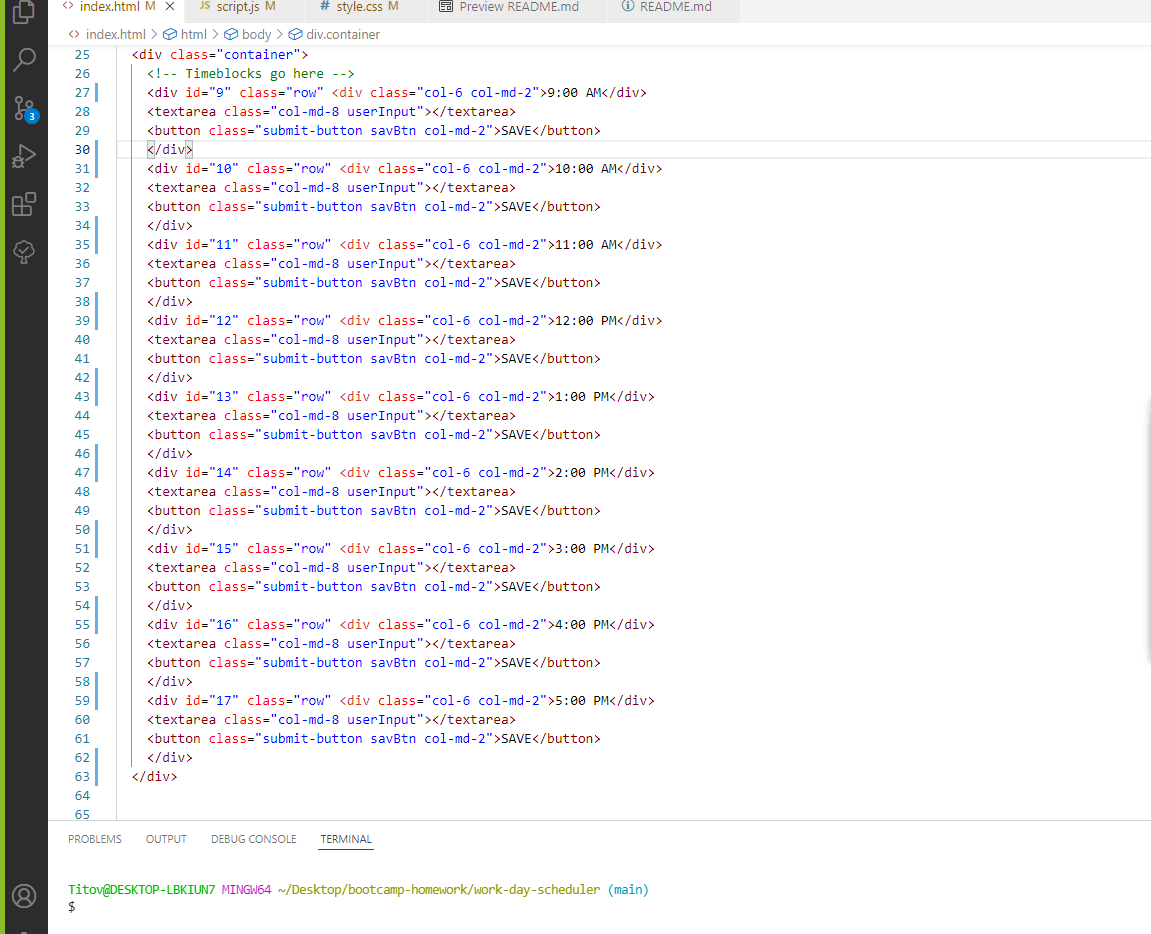 index.html M
script.js M
style.css M
Preview README.md
README.md
index.html > html > body > div.container
25 <div class="container">
26 <!-- Timeblocks go here -->
27 <div id="9" class="row" <div class="col-6 col-md-2">9:00 AM</div>
28 <textarea class="col-md-8 userInput"></textarea>
29 <button class="submit-button savBtn col-md-2">SAVE</button>
30 </div>
31 <div id="10" class="row" <div class="col-6 col-md-2">10:00 AM</div>
32 <textarea class="col-md-8 userInput"></textarea>
33 <button class="submit-button savBtn col-md-2">SAVE</button>
34 </div>
35 <div id="11" class="row" <div class="col-6 col-md-2">11:00 AM</div>
36 <textarea class="col-md-8 userInput"></textarea>
37 <button class="submit-button savBtn col-md-2">SAVE</button>
38 </div>
39 <div id="12" class="row" <div class="col-6 col-md-2">12:00 PM</div>
40 <textarea class="col-md-8 userInput"></textarea>
41 <button class="submit-button savBtn col-md-2">SAVE</button>
42 </div>
43 <div id="13" class="row" <div class="col-6 col-md-2">1:00 PM</div>
44 <textarea class="col-md-8 userInput"></textarea>
45 <button class="submit-button savBtn col-md-2">SAVE</button>
46 </div>
47 <div id="14" class="row" <div class="col-6 col-md-2">2:00 PM</div>
48 <textarea class="col-md-8 userInput"></textarea>
49 <button class="submit-button savBtn col-md-2">SAVE</button>
50 </div>
51 <div id="15" class="row" <div class="col-6 col-md-2">3:00 PM</div>
52 <textarea class="col-md-8 userInput"></textarea>
53 <button class="submit-button savBtn col-md-2">SAVE</button>
54 </div>
55 <div id="16" class="row" <div class="col-6 col-md-2">4:00 PM</div>
56 <textarea class="col-md-8 userInput"></textarea>
57 <button class="submit-button savBtn col-md-2">SAVE</button>
58 </div>
59 <div id="17" class="row" <div class="col-6 col-md-2">5:00 PM</div>
60 <textarea class="col-md-8 userInput"></textarea>
61 <button class="submit-button savBtn col-md-2">SAVE</button>
62 </div>
63 </div>
64
65
3
PROBLEMS OUTPUT DEBUG CONSOLE TERMINAL
Titov@DESKTOP-LBKIUN7 MINGW64 ~/Desktop/bootcamp-homework/work-day-scheduler (main)
$